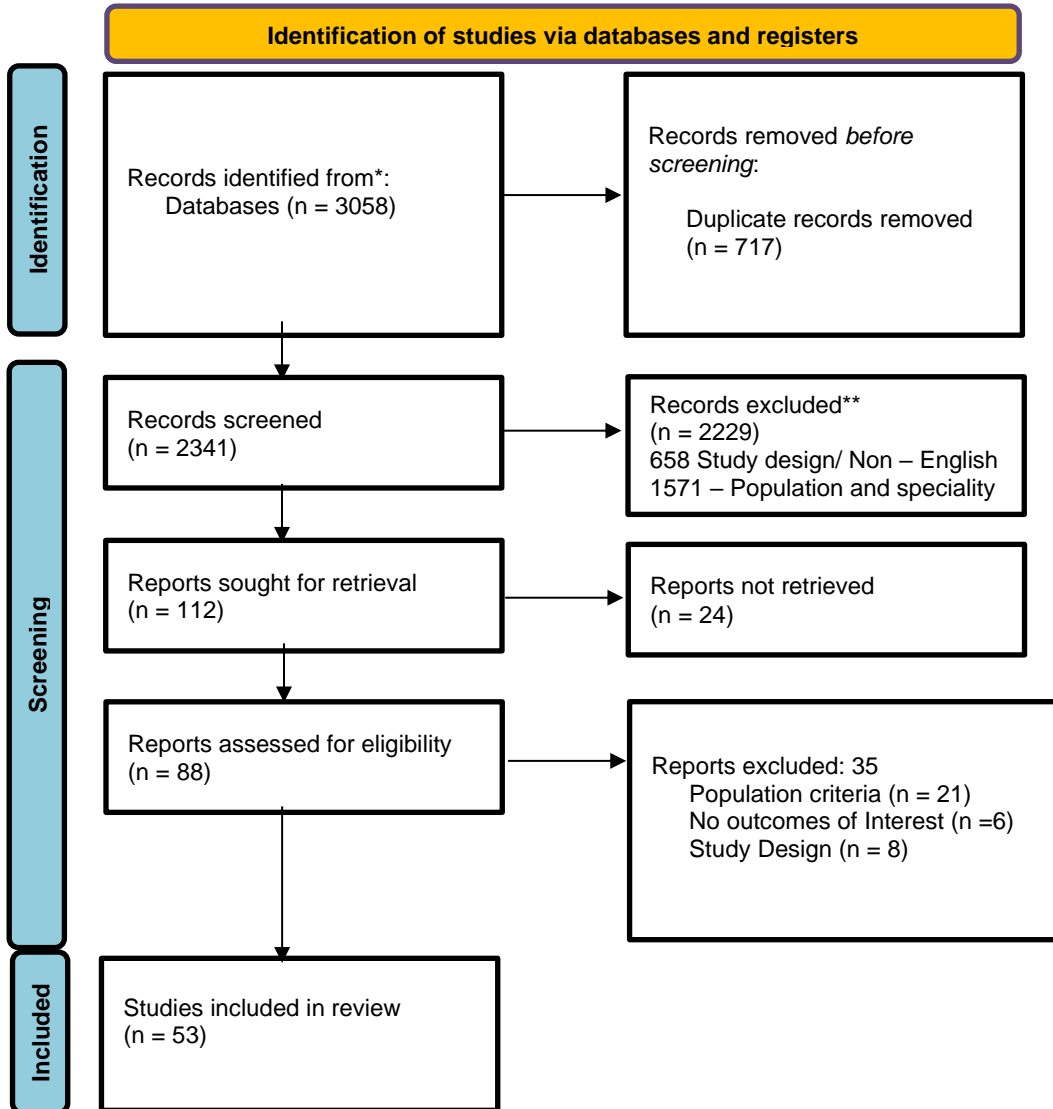 Identification of studies via databases and registers
Identification
Records identified from*:
Databases (n = 3058)
Records removed before
screening:
Duplicate records removed
(n = 717)
Screening
Records screened
(n = 2341)
Records excluded**
(n = 2229)
658 Study design/ Non – English
1571 – Population and speciality
Reports sought for retrieval
(n = 112)
Reports not retrieved
(n = 24)
Reports assessed for eligibility
(n = 88)
Reports excluded: 35
Population criteria (n = 21)
No outcomes of Interest (n =6)
Study Design (n = 8)
Included
Studies included in review
(n = 53)